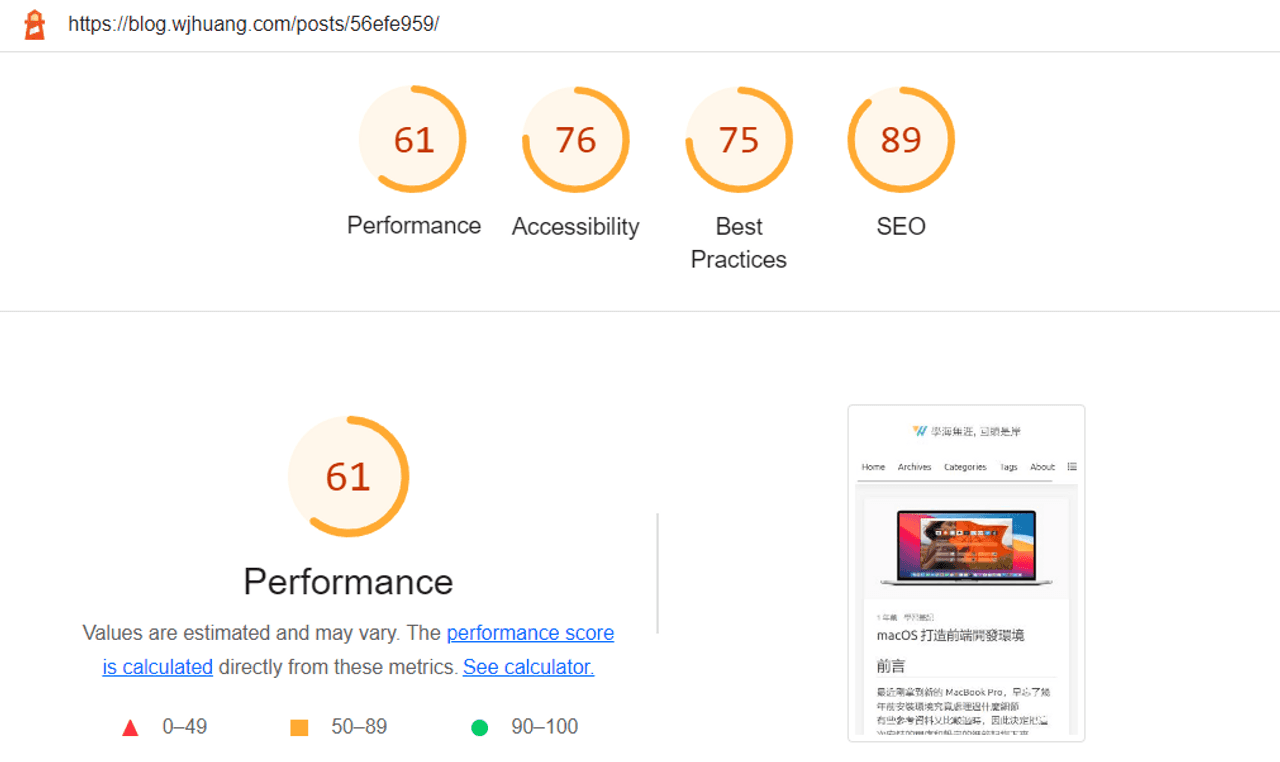 https://blog.wjhuang.com/posts/56efe959/
61
76
75
89
Performance
Accessibility
Best
Practices
SEO
61
Performance
Values are estimated and may vary. The performance score
is calculated directly from these metrics. See calculator.
0–49
50–89
90–100
學海無涯, 回頭是岸
Home Archives Categories Tags About
1 年前 學習筆記
macOS 打造前端開發環境
前言
最近剛拿到新的 MacBook Pro，早忘了幾
年前安裝環境究竟處理過什麼細節
有些參考資料又比較過時，因此決定把這